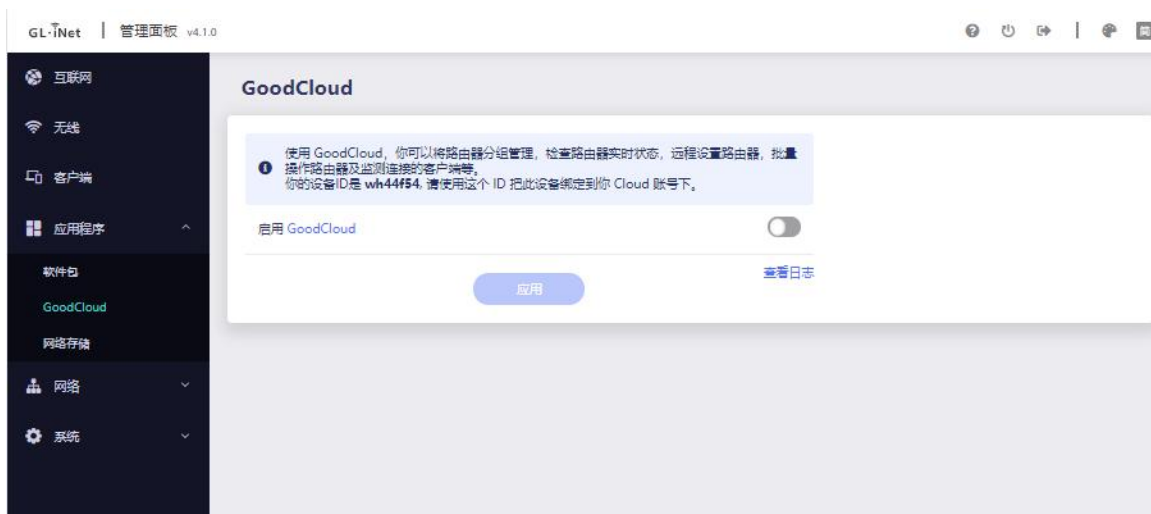 GL·iNet | 管理面板 v4.1.0
简
互联网
无线
客户端
应用程序
软件包
GoodCloud
网络存储
网络
系统
GoodCloud
使用 GoodCloud，你可以将路由器分组管理，检查路由器实时状态，远程设置路由器，批量
操作路由器及监测连接的客户端等。
你的设备ID是 wh44f54, 请使用这个 ID 把此设备绑定到你 Cloud 账号下。
启用 GoodCloud
查看日志
应用